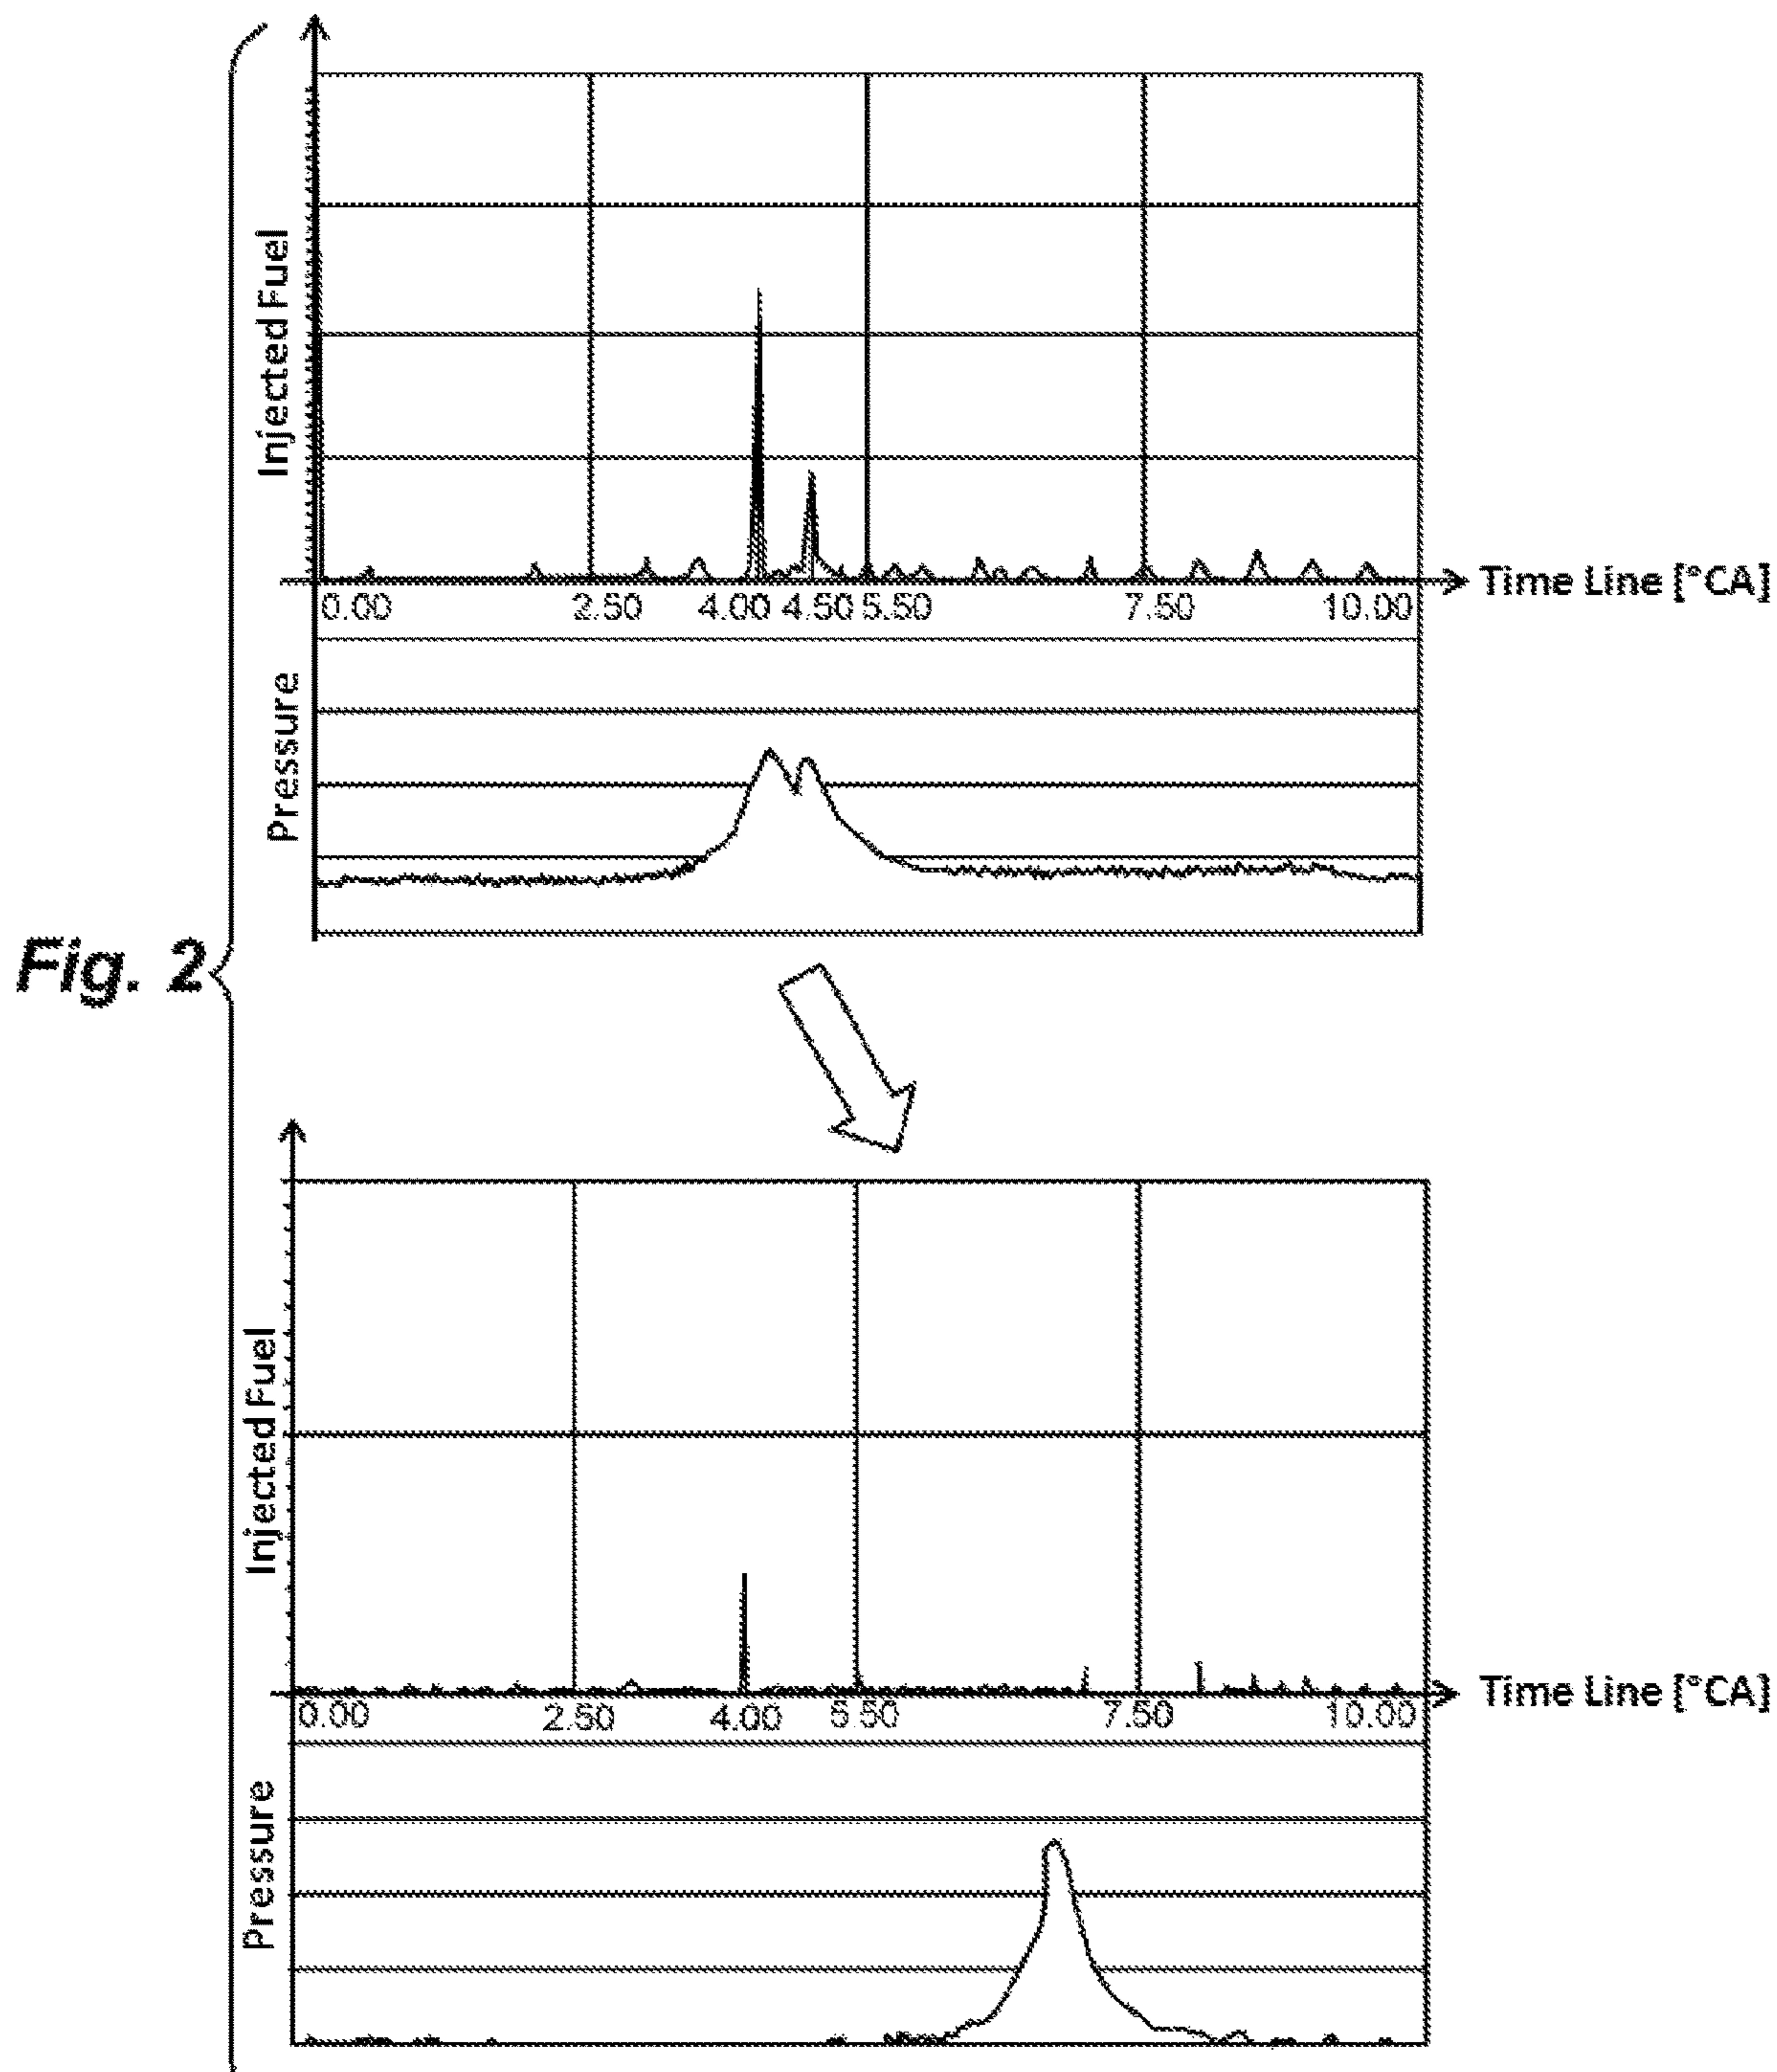 Fig. 2
Injected Fuel
0.00 2.50 4.00 4.50 5.50 7.50 10.00
Time Line [°CA]
Pressure
Injected Fuel
0.00 2.50 4.00 5.50 7.50 10.00
Time Line [°CA]
Pressure